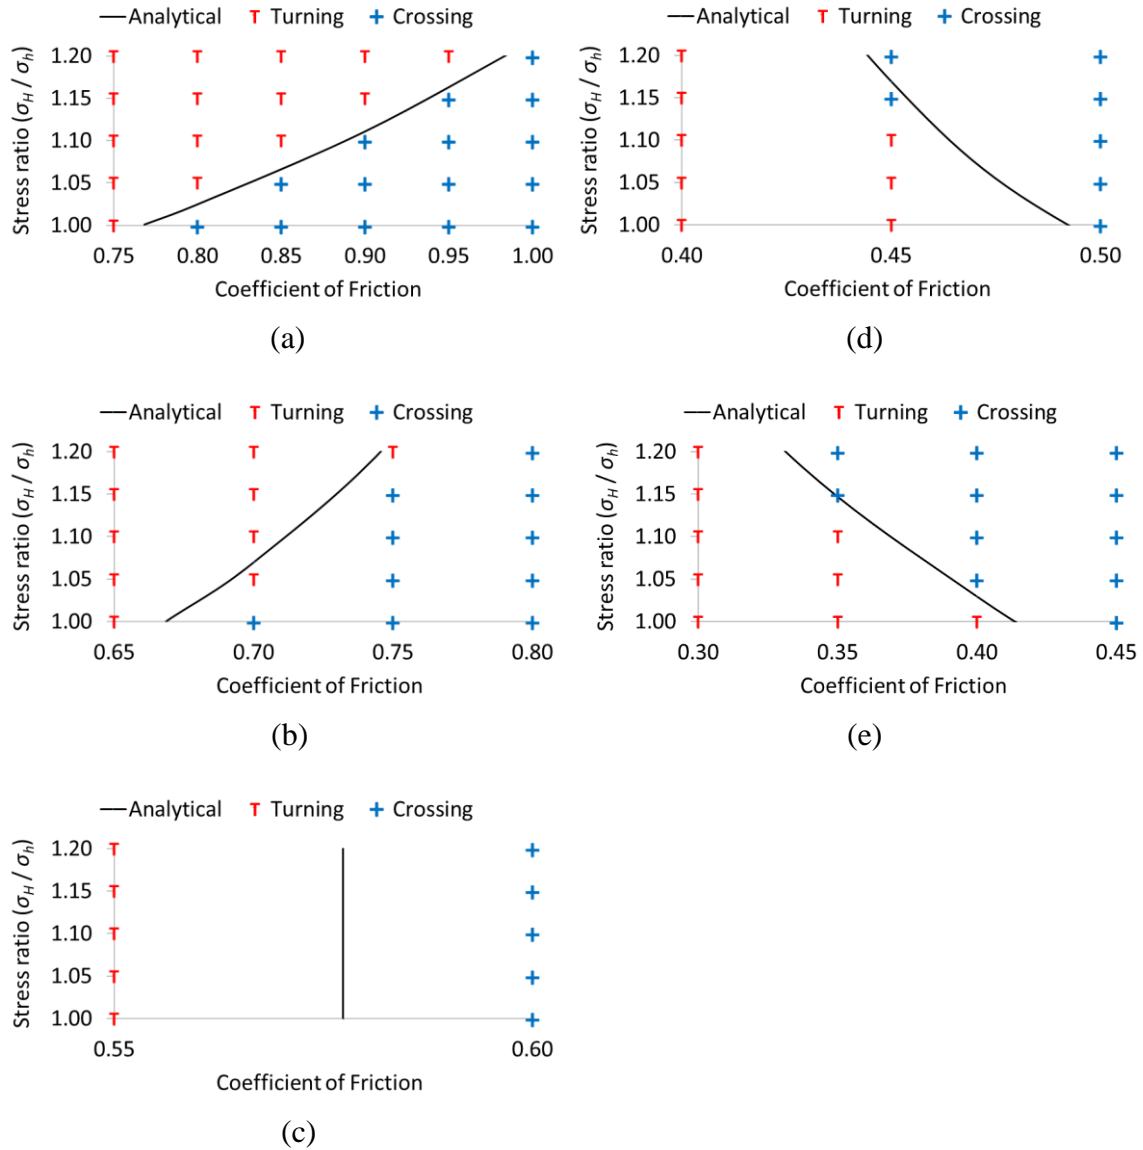 Analytical T Turning + Crossing
Stress ratio (σH / σh)
1.20
1.15
1.10
1.05
1.00
0.75 0.80 0.85 0.90 0.95 1.00
Coefficient of Friction
(a)
Analytical T Turning + Crossing
Stress ratio (σH / σh)
1.20
1.15
1.10
1.05
1.00
0.40 0.45 0.50
Coefficient of Friction
(d)
Analytical T Turning + Crossing
Stress ratio (σH / σh)
1.20
1.15
1.10
1.05
1.00
0.65 0.70 0.75 0.80
Coefficient of Friction
(b)
Analytical T Turning + Crossing
Stress ratio (σH / σh)
1.20
1.15
1.10
1.05
1.00
0.30 0.35 0.40 0.45
Coefficient of Friction
(e)
Analytical T Turning + Crossing
Stress ratio (σH / σh)
1.20
1.15
1.10
1.05
1.00
0.55 0.60
Coefficient of Friction
(c)